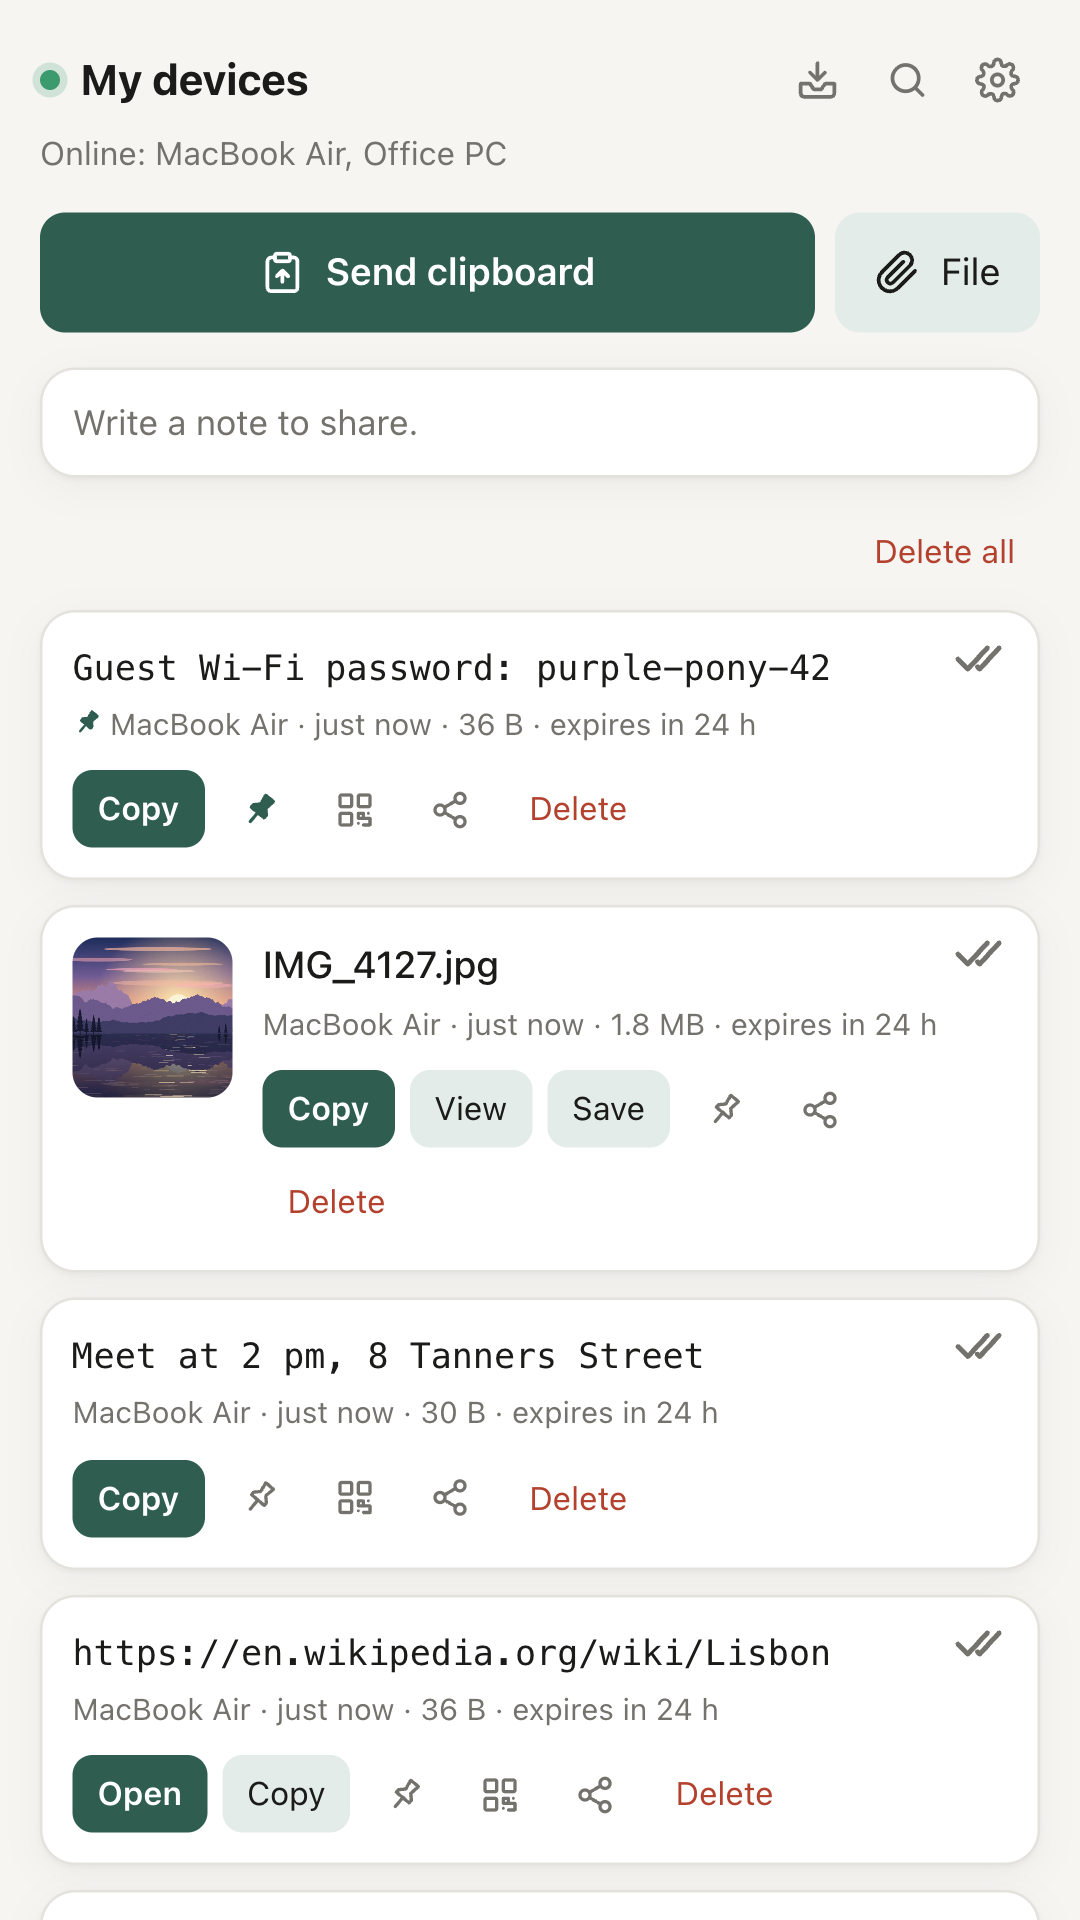 My devices
Online: MacBook Air, Office PC
Send clipboard
File
Write a note to share.
Delete all
Guest Wi-Fi password: purple-pony-42
MacBook Air · just now · 36 B · expires in 24 h
Copy
Delete
IMG_4127.jpg
MacBook Air · just now · 1.8 MB · expires in 24 h
Copy View Save
Delete
Meet at 2 pm, 8 Tanners Street
MacBook Air · just now · 30 B · expires in 24 h
Copy
Delete
https://en.wikipedia.org/wiki/Lisbon
MacBook Air · just now · 36 B · expires in 24 h
Open Copy
Delete